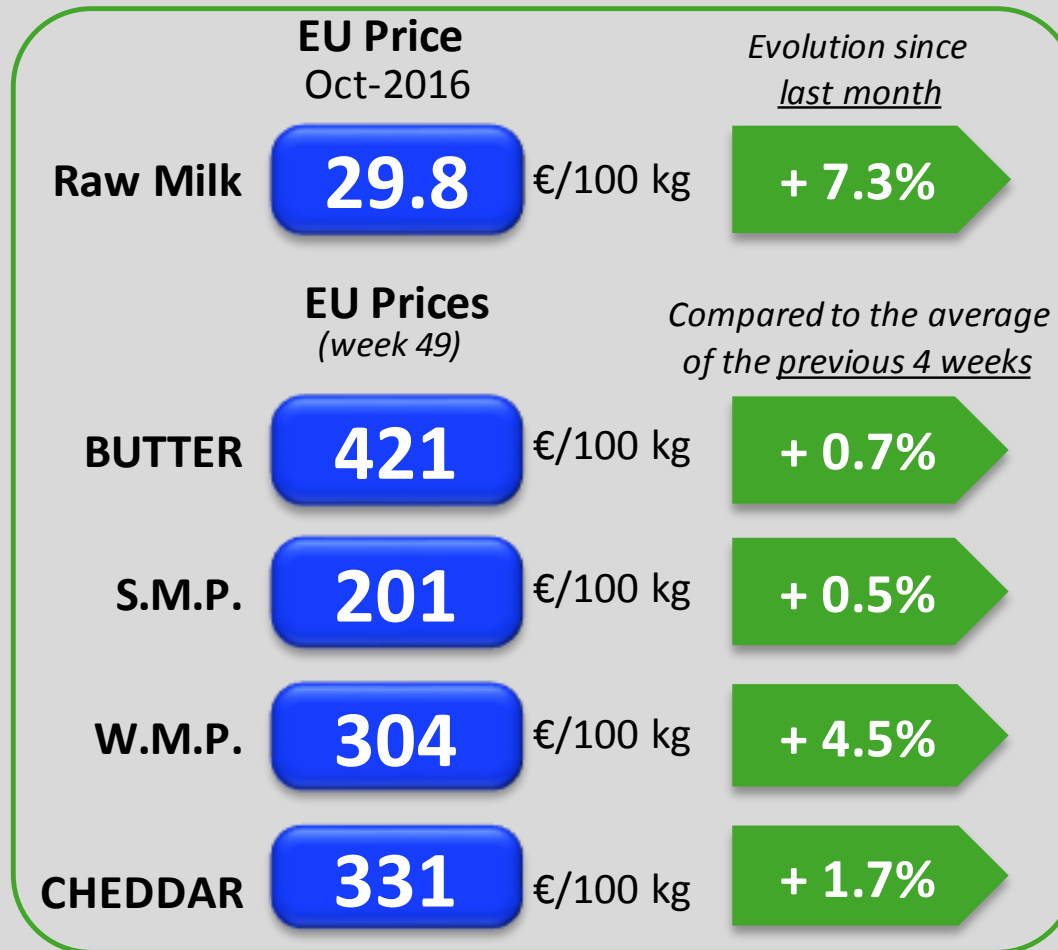 EU Price
Oct-2016
Evolution since
last month
Raw Milk 29.8 €/100 kg + 7.3%
EU Prices
(week 49)
Compared to the average
of the previous 4 weeks
BUTTER 421 €/100 kg + 0.7%
S.M.P. 201 €/100 kg + 0.5%
W.M.P. 304 €/100 kg + 4.5%
CHEDDAR 331 €/100 kg + 1.7%